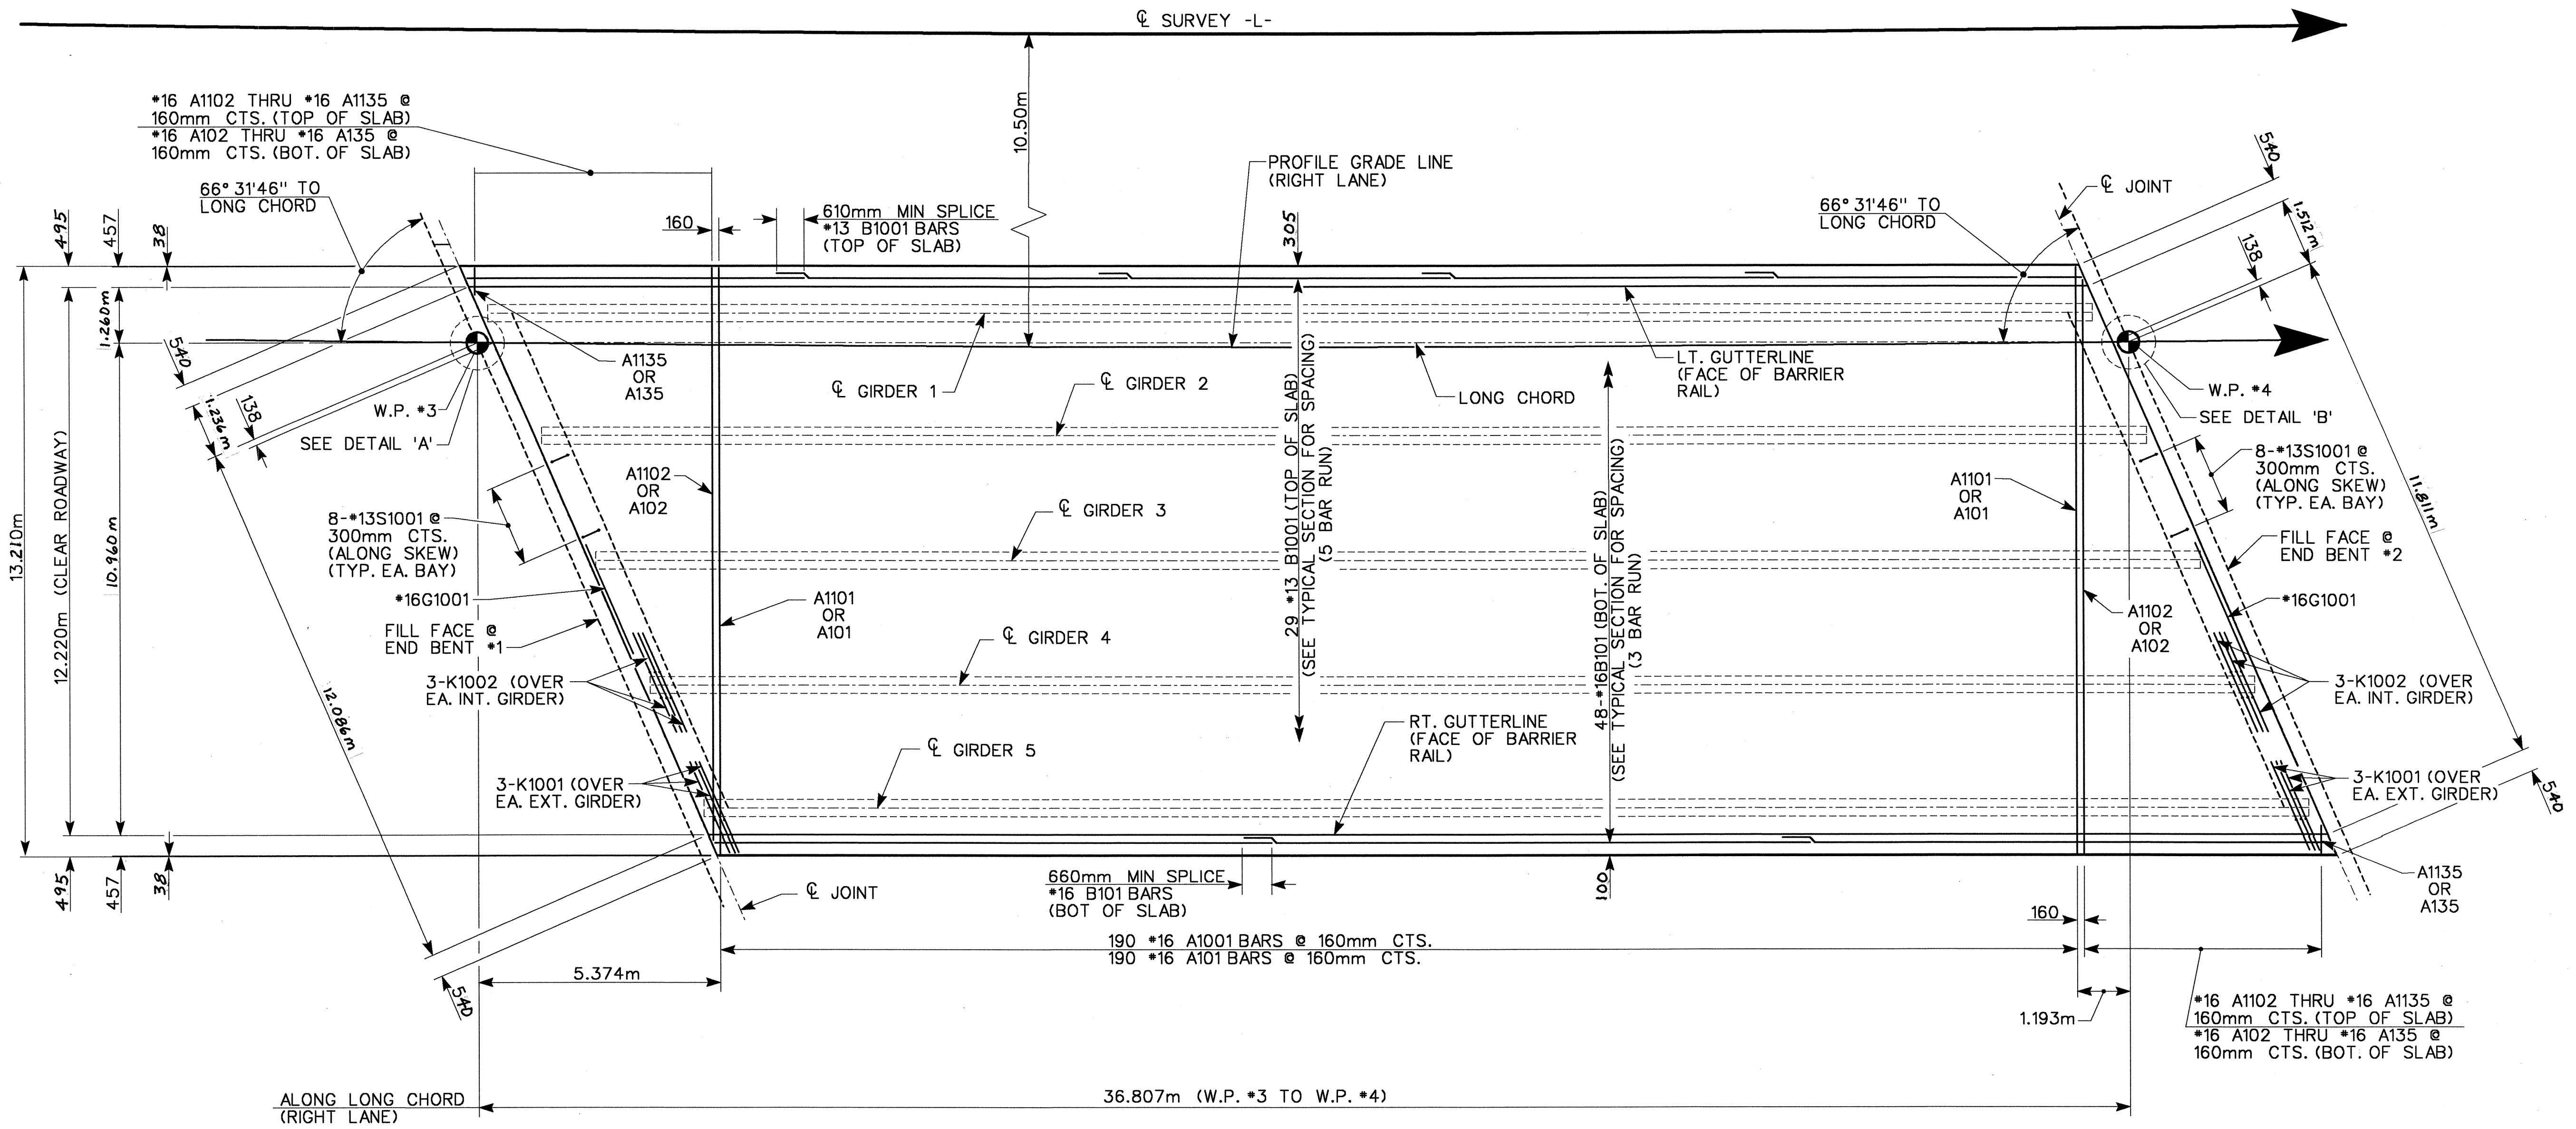 ℄ SURVEY -L-
#16 A1102 THRU #16 A1135 @
160mm CTS. (TOP OF SLAB)
#16 A102 THRU #16 A135 @
160mm CTS. (BOT. OF SLAB)
66° 31'46" TO
LONG CHORD
10.50m
PROFILE GRADE LINE
(RIGHT LANE)
66° 31'46" TO
LONG CHORD
℄ JOINT
540
1.512 m
138
495
457
38
160
610mm MIN SPLICE
#13 B1001 BARS
(TOP OF SLAB)
305
1.260m
540
1.236 m
138
A1135
OR
A135
℄ GIRDER 1
℄ GIRDER 2
LONG CHORD
LT. GUTTERLINE
(FACE OF BARRIER
RAIL)
W.P. #3
SEE DETAIL 'A'
W.P. #4
SEE DETAIL 'B'
13.210m
12.220m (CLEAR ROADWAY)
10.960 m
A1102
OR
A102
8-#13S1001 @
300mm CTS.
(ALONG SKEW)
(TYP. EA. BAY)
℄ GIRDER 3
29 #13 B1001 (TOP OF SLAB)
(SEE TYPICAL SECTION FOR SPACING)
(5 BAR RUN)
48-#16B101 (BOT. OF SLAB)
(SEE TYPICAL SECTION FOR SPACING)
(3 BAR RUN)
A1101
OR
A101
8-#13S1001 @
300mm CTS.
(ALONG SKEW)
(TYP. EA. BAY)
11.811m
FILL FACE @
END BENT #2
#16G1001
FILL FACE @
END BENT #1
A1101
OR
A101
℄ GIRDER 4
A1102
OR
A102
#16G1001
3-K1002 (OVER
EA. INT. GIRDER)
3-K1002 (OVER
EA. INT. GIRDER)
12.086m
RT. GUTTERLINE
(FACE OF BARRIER
RAIL)
℄ GIRDER 5
3-K1001 (OVER
EA. EXT. GIRDER)
3-K1001 (OVER
EA. EXT. GIRDER)
540
495
457
38
℄ JOINT
660mm MIN SPLICE
#16 B101 BARS
(BOT OF SLAB)
100
A1135
OR
A135
160
190 #16 A1001 BARS @ 160mm CTS.
190 #16 A101 BARS @ 160mm CTS.
5.374m
540
1.193m
#16 A1102 THRU #16 A1135 @
160mm CTS. (TOP OF SLAB)
#16 A102 THRU #16 A135 @
160mm CTS. (BOT. OF SLAB)
ALONG LONG CHORD
(RIGHT LANE)
36.807m (W.P. #3 TO W.P. #4)